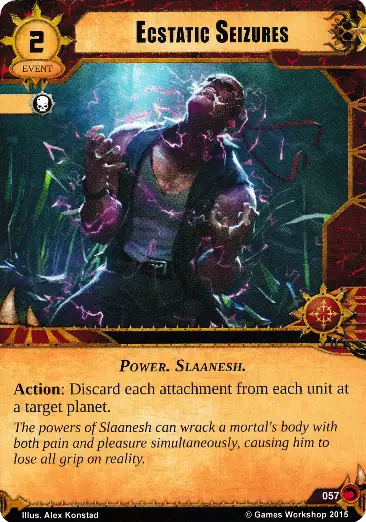 2
ECSTATIC SEIZURES
EVENT
POWER. SLAANESH.
Action: Discard each attachment from each unit at
a target planet.
The powers of Slaanesh can wrack a mortal's body with
both pain and pleasure simultaneously, causing him to
lose all grip on reality.
057
Illus. Alex Konstad
© Games Workshop 2015